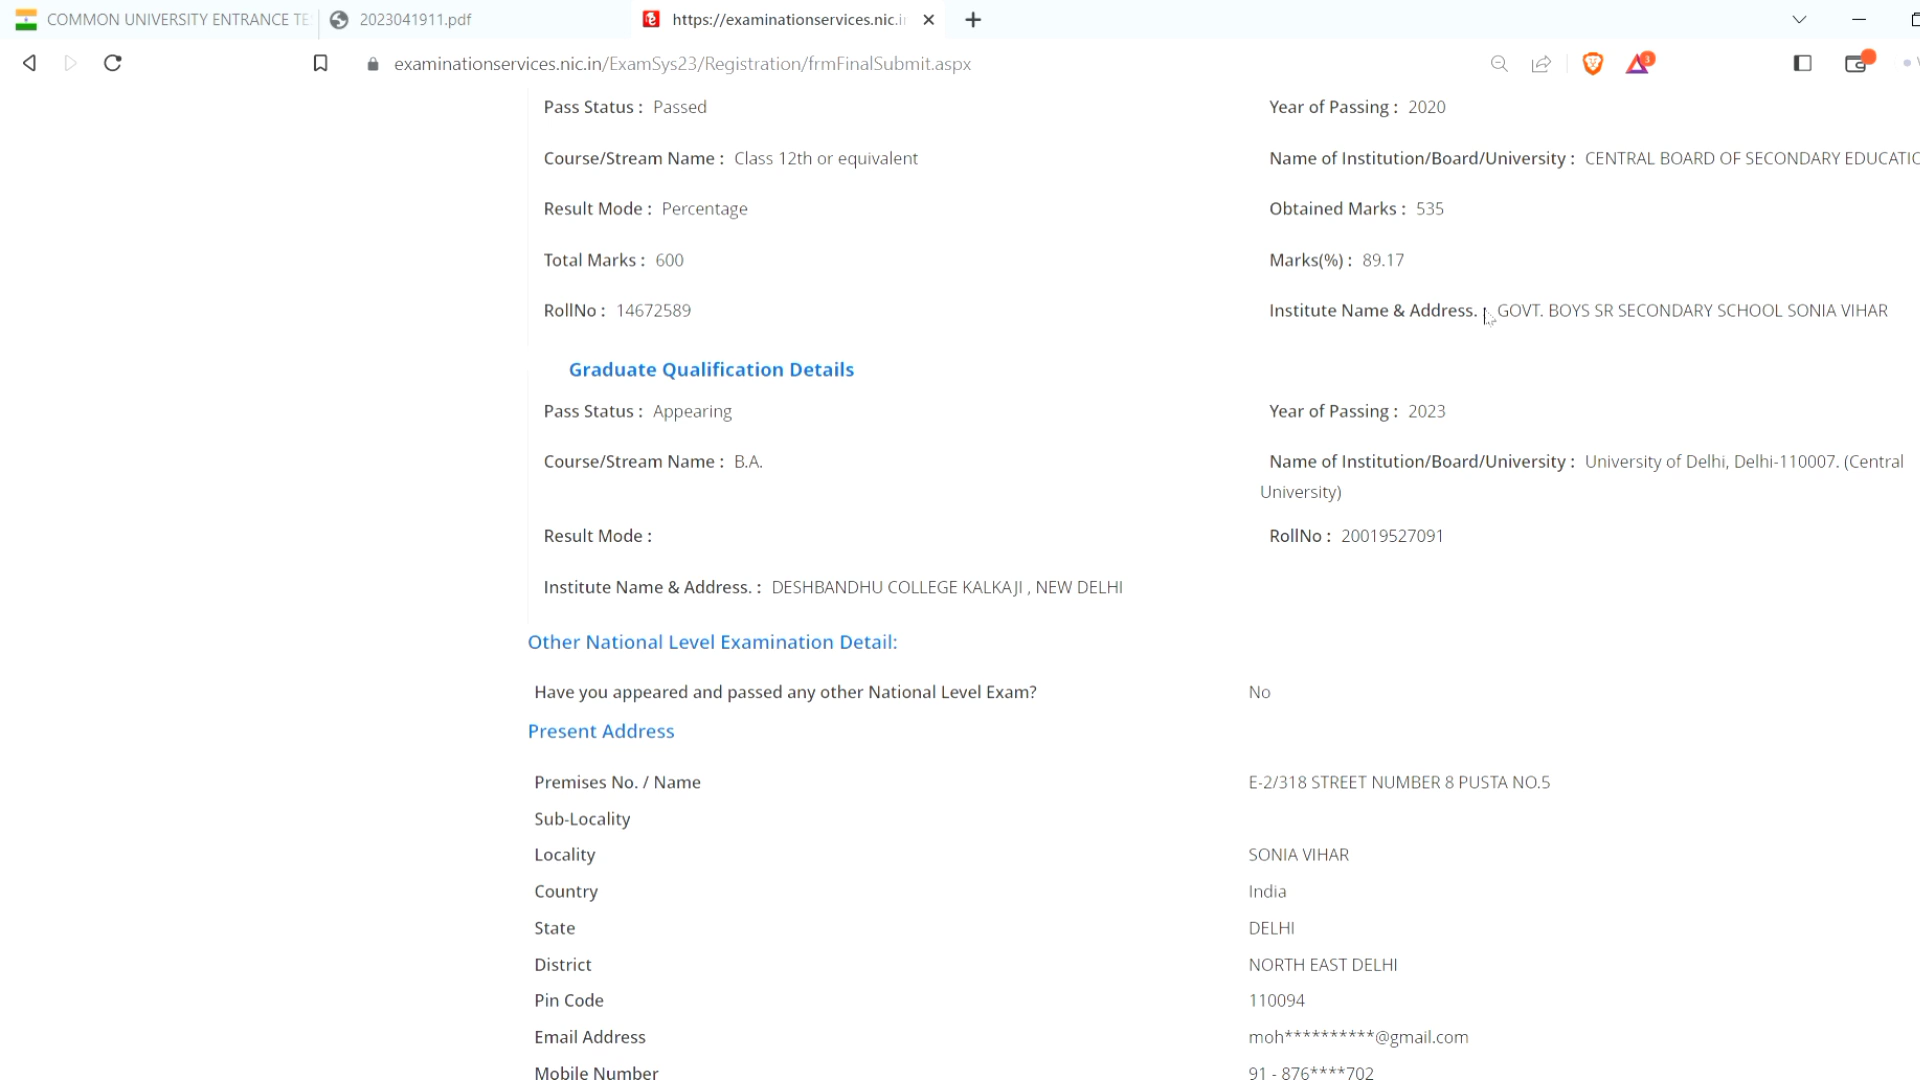 COMMON UNIVERSITY ENTRANCE TE
2023041911.pdf
https://examinationservices.nic.i
examinationservices.nic.in/ExamSys23/Registration/frmFinalSubmit.aspx
3
Pass Status : Passed
Year of Passing : 2020
Course/Stream Name : Class 12th or equivalent
Name of Institution/Board/University : CENTRAL BOARD OF SECONDARY EDUCATIO
Result Mode : Percentage
Obtained Marks : 535
Total Marks : 600
Marks(%) : 89.17
RollNo : 14672589
Institute Name & Address. : GOVT. BOYS SR SECONDARY SCHOOL SONIA VIHAR
Graduate Qualification Details
Pass Status : Appearing
Year of Passing : 2023
Course/Stream Name : B.A.
Name of Institution/Board/University : University of Delhi, Delhi-110007. (Central
University)
Result Mode :
RollNo : 20019527091
Institute Name & Address. : DESHBANDHU COLLEGE KALKAJI , NEW DELHI
Other National Level Examination Detail:
Have you appeared and passed any other National Level Exam? No
Present Address
Premises No. / Name E-2/318 STREET NUMBER 8 PUSTA NO.5
Sub-Locality
Locality SONIA VIHAR
Country India
State DELHI
District NORTH EAST DELHI
Pin Code 110094
Email Address moh**********@gmail.com
Mobile Number 91 - 876****702